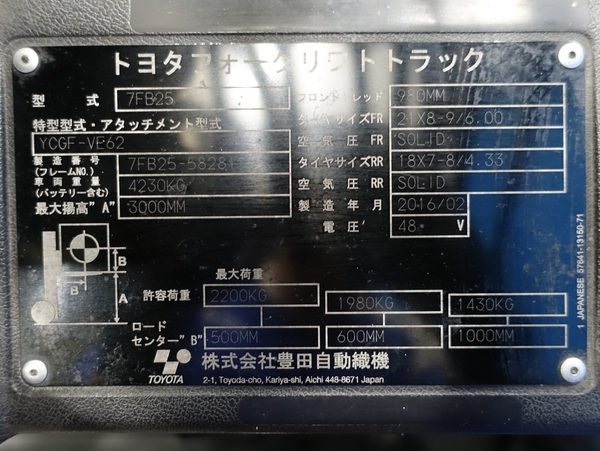 トヨタフォークリフトトラック
型式 7FB25 フロントトレッド 980MM
特型型式・アタッチメント型式 タイヤサイズFR 21X8-9/6.00
YCGF-VE62 空気圧 FR SOLID
製造番号 (フレームNO.) 7FB25-58281 タイヤサイズRR 18X7-8/4.33
車両重量 (バッテリー含む) 4230KG 空気圧 RR SOLID
最大揚高"A" 3000MM 製造年月 2016/02
電圧 48 V
B
B
A
最大荷重
許容荷重 2200KG 1980KG 1430KG
ロード
センター"B" 500MM 600MM 1000MM
TOYOTA 株式会社豊田自動織機
2-1, Toyoda-cho, Kariya-shi, Aichi 448-8671 Japan
1 JAPANESE 57641-13150-71